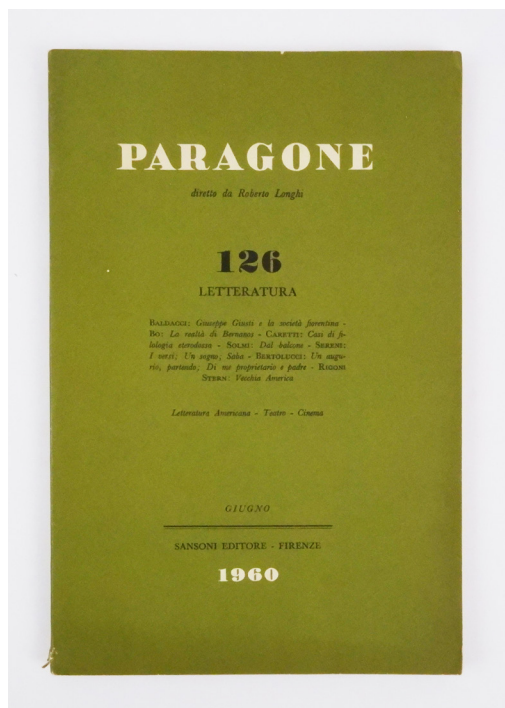 PARAGONE
diretto da Roberto Longhi
126
LETTERATURA
BALDACCI: Giuseppe Giusti e la società fiorentina -
BO: La realtà di Bernanos - CARETTI: Casi di fi-
lologia eterodossa - SOLMI: Dal balcone - SERENI:
I versi; Un sogno, Saba - BERTOLUCCI: Un augu-
rio, partendo; Di me proprietario e padre - RIGONI
STERN: Vecchia America
Letteratura Americana - Teatro - Cinema
GIUGNO
SANSONI EDITORE - FIRENZE
1960